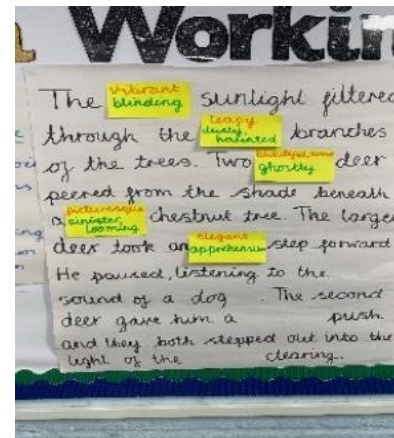 Workin
The vibrant sunlight filtered
blinding
through the leafy branches
dusty,
haunted
of the trees. Two deer
ghostly
peered from the shade beneath
a picturesque chestnut tree. The large
sinister,
looming
deer took an elegant step forward
apprehensive
He paused, listening to the
sound of a dog . The second
deer gave him a push
and they both stepped out into the
light of the clearing.